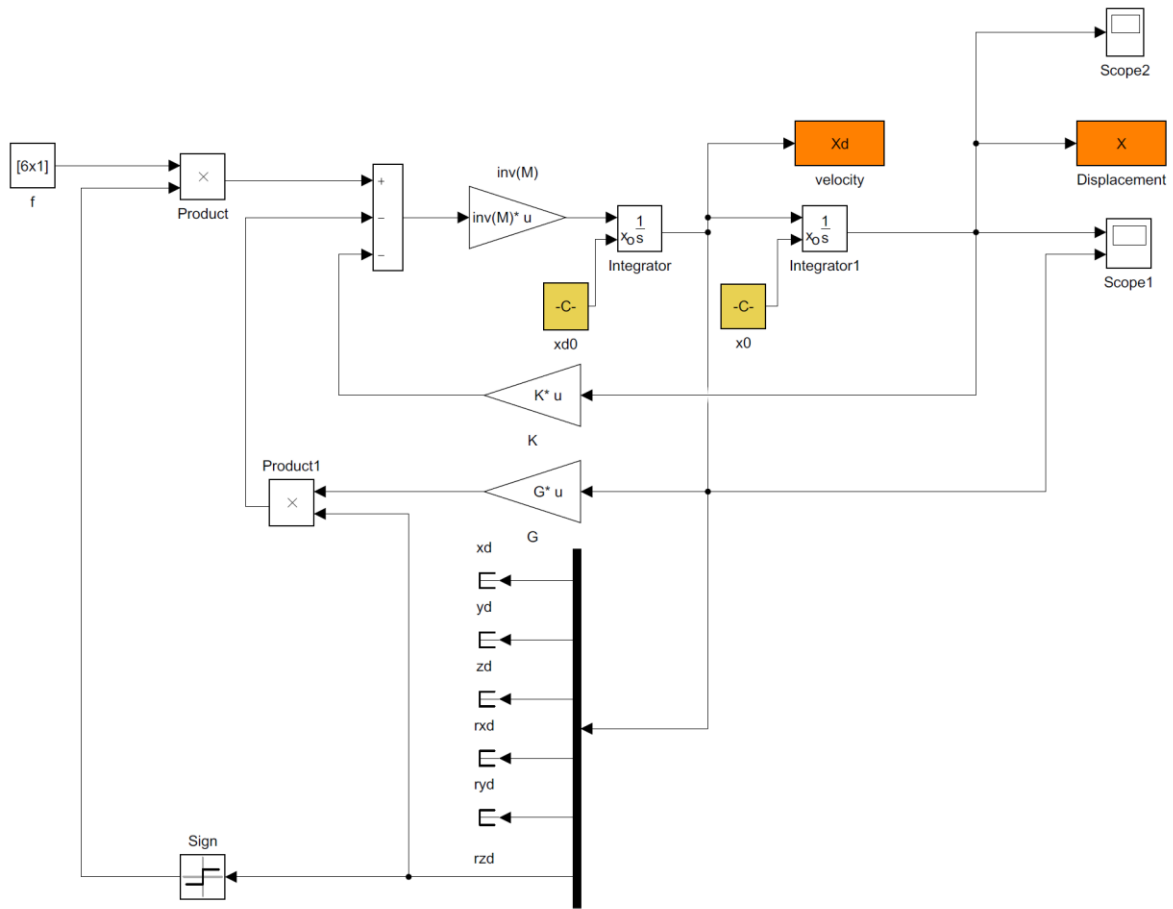 Scope2
[6x1]
f
×
Product
+
−
−
inv(M)
inv(M)* u
1
s
xo
Integrator
Xd
velocity
1
s
xo
Integrator1
X
Displacement
Scope1
-C-
xd0
-C-
x0
K* u
K
Product1
×
G* u
G
xd
yd
zd
rxd
ryd
rzd
Sign